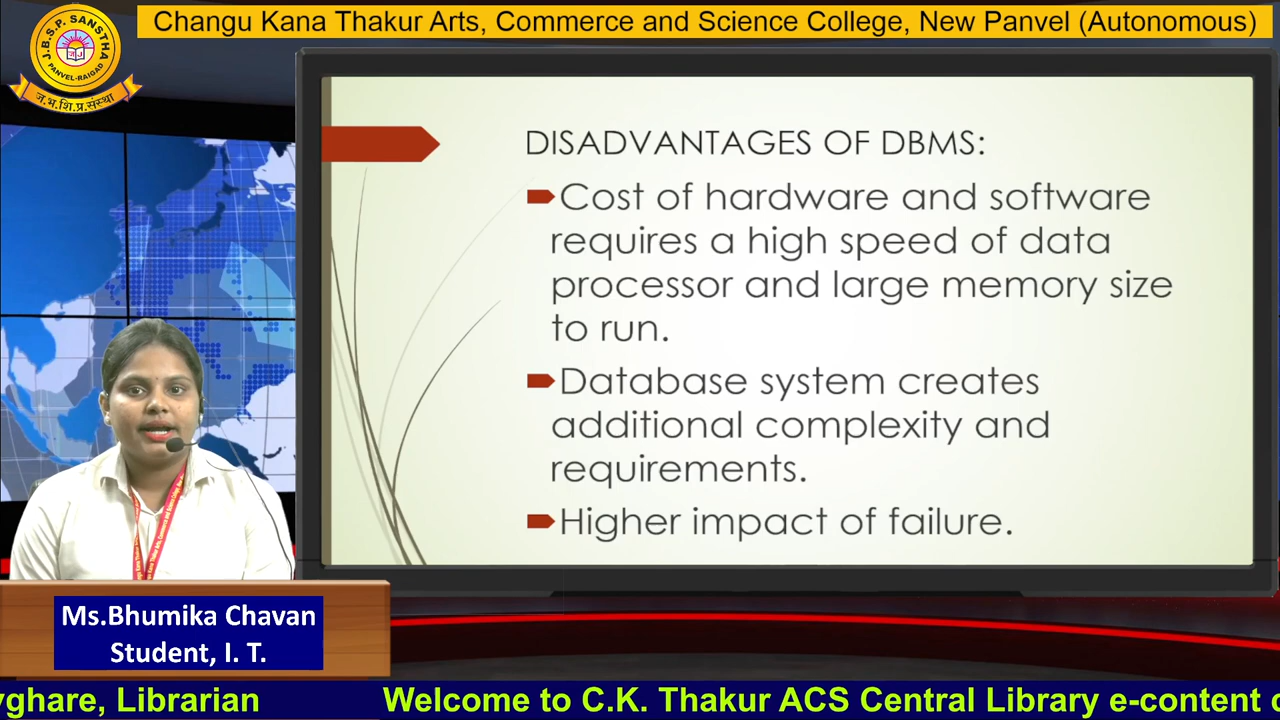 Changu Kana Thakur Arts, Commerce and Science College, New Panvel (Autonomous)
J.B.S.P. SANSTHA
PANVEL-RAIGAD
ज.भ.शि.प्र.संस्था
DISADVANTAGES OF DBMS:
Cost of hardware and software
requires a high speed of data
processor and large memory size
to run.
Database system creates
additional complexity and
requirements.
Higher impact of failure.
Ms.Bhumika Chavan
Student, I. T.
yghare, Librarian
Welcome to C.K. Thakur ACS Central Library e-content